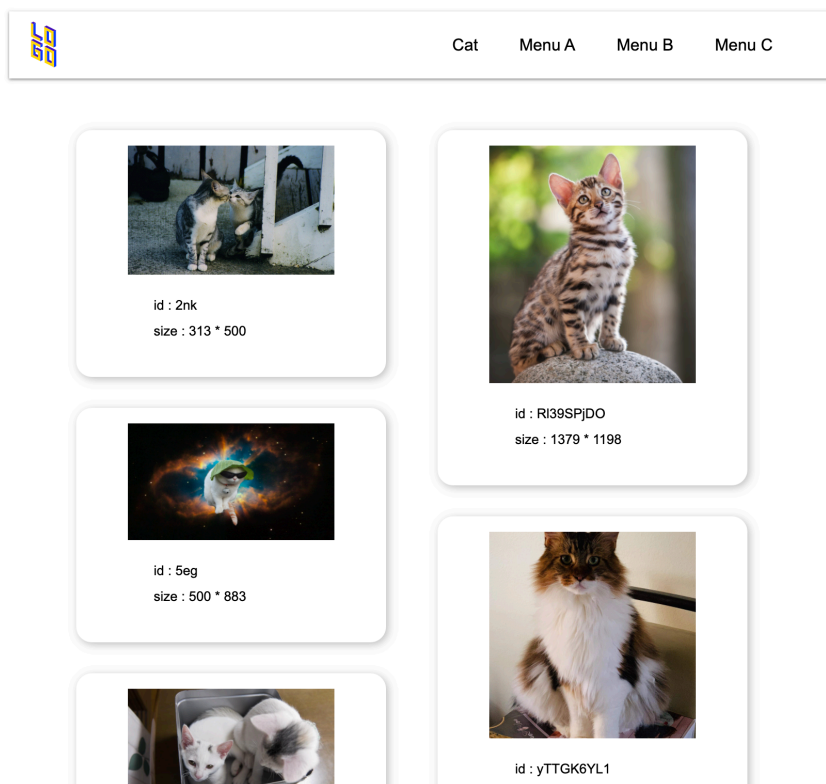 LOGO
Cat Menu A Menu B Menu C
id : 2nk
size : 313 * 500
id : Rl39SPjDO
size : 1379 * 1198
id : 5eg
size : 500 * 883
id : yTTGK6YL1